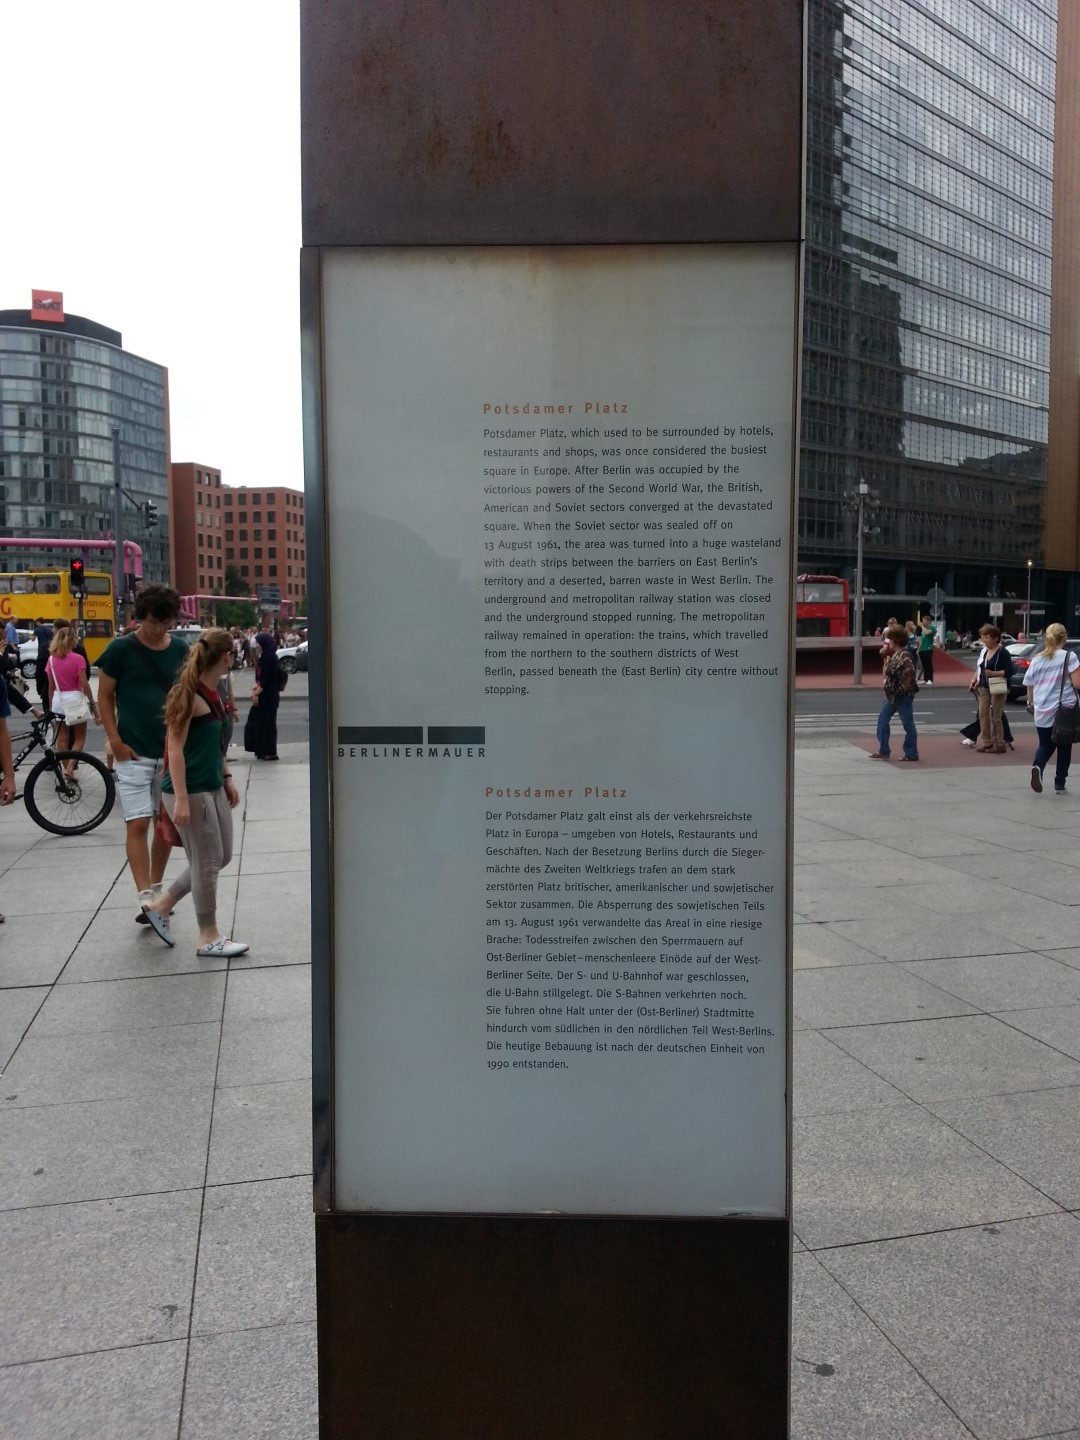 SIXT
Potsdamer Platz
Potsdamer Platz, which used to be surrounded by hotels,
restaurants and shops, was once considered the busiest
square in Europe. After Berlin was occupied by the
victorious powers of the Second World War, the British,
American and Soviet sectors converged at the devastated
square. When the Soviet sector was sealed off on
13 August 1961, the area was turned into a huge wasteland
with death strips between the barriers on East Berlin's
territory and a deserted, barren waste in West Berlin. The
underground and metropolitan railway station was closed
and the underground stopped running. The metropolitan
railway remained in operation: the trains, which travelled
from the northern to the southern districts of West
Berlin, passed beneath the (East Berlin) city centre without
stopping.
BERLINERMAUER
Potsdamer Platz
Der Potsdamer Platz galt einst als der verkehrsreichste
Platz in Europa – umgeben von Hotels, Restaurants und
Geschäften. Nach der Besetzung Berlins durch die Sieger-
mächte des Zweiten Weltkriegs trafen an dem stark
zerstörten Platz britischer, amerikanischer und sowjetischer
Sektor zusammen. Die Absperrung des sowjetischen Teils
am 13. August 1961 verwandelte das Areal in eine riesige
Brache: Todesstreifen zwischen den Sperrmauern auf
Ost-Berliner Gebiet – menschenleere Einöde auf der West-
Berliner Seite. Der S- und U-Bahnhof war geschlossen,
die U-Bahn stillgelegt. Die S-Bahnen verkehrten noch.
Sie fuhren ohne Halt unter der (Ost-Berliner) Stadtmitte
hindurch vom südlichen in den nördlichen Teil West-Berlins.
Die heutige Bebauung ist nach der deutschen Einheit von
1990 entstanden.